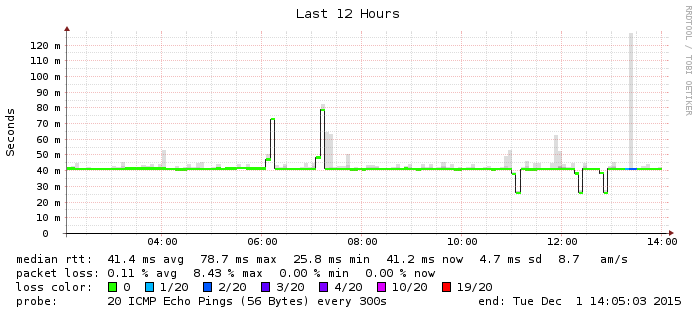 Last 12 Hours
RRDTOOL / TOBI OETIKER
Seconds
120 m
110 m
100 m
90 m
80 m
70 m
60 m
50 m
40 m
30 m
20 m
10 m
0
04:00 06:00 08:00 10:00 12:00 14:00
median rtt: 41.4 ms avg 78.7 ms max 25.8 ms min 41.2 ms now 4.7 ms sd 8.7 am/s
packet loss: 0.11 % avg 8.43 % max 0.00 % min 0.00 % now
loss color: 0 1/20 2/20 3/20 4/20 10/20 19/20
probe: 20 ICMP Echo Pings (56 Bytes) every 300s end: Tue Dec 1 14:05:03 2015